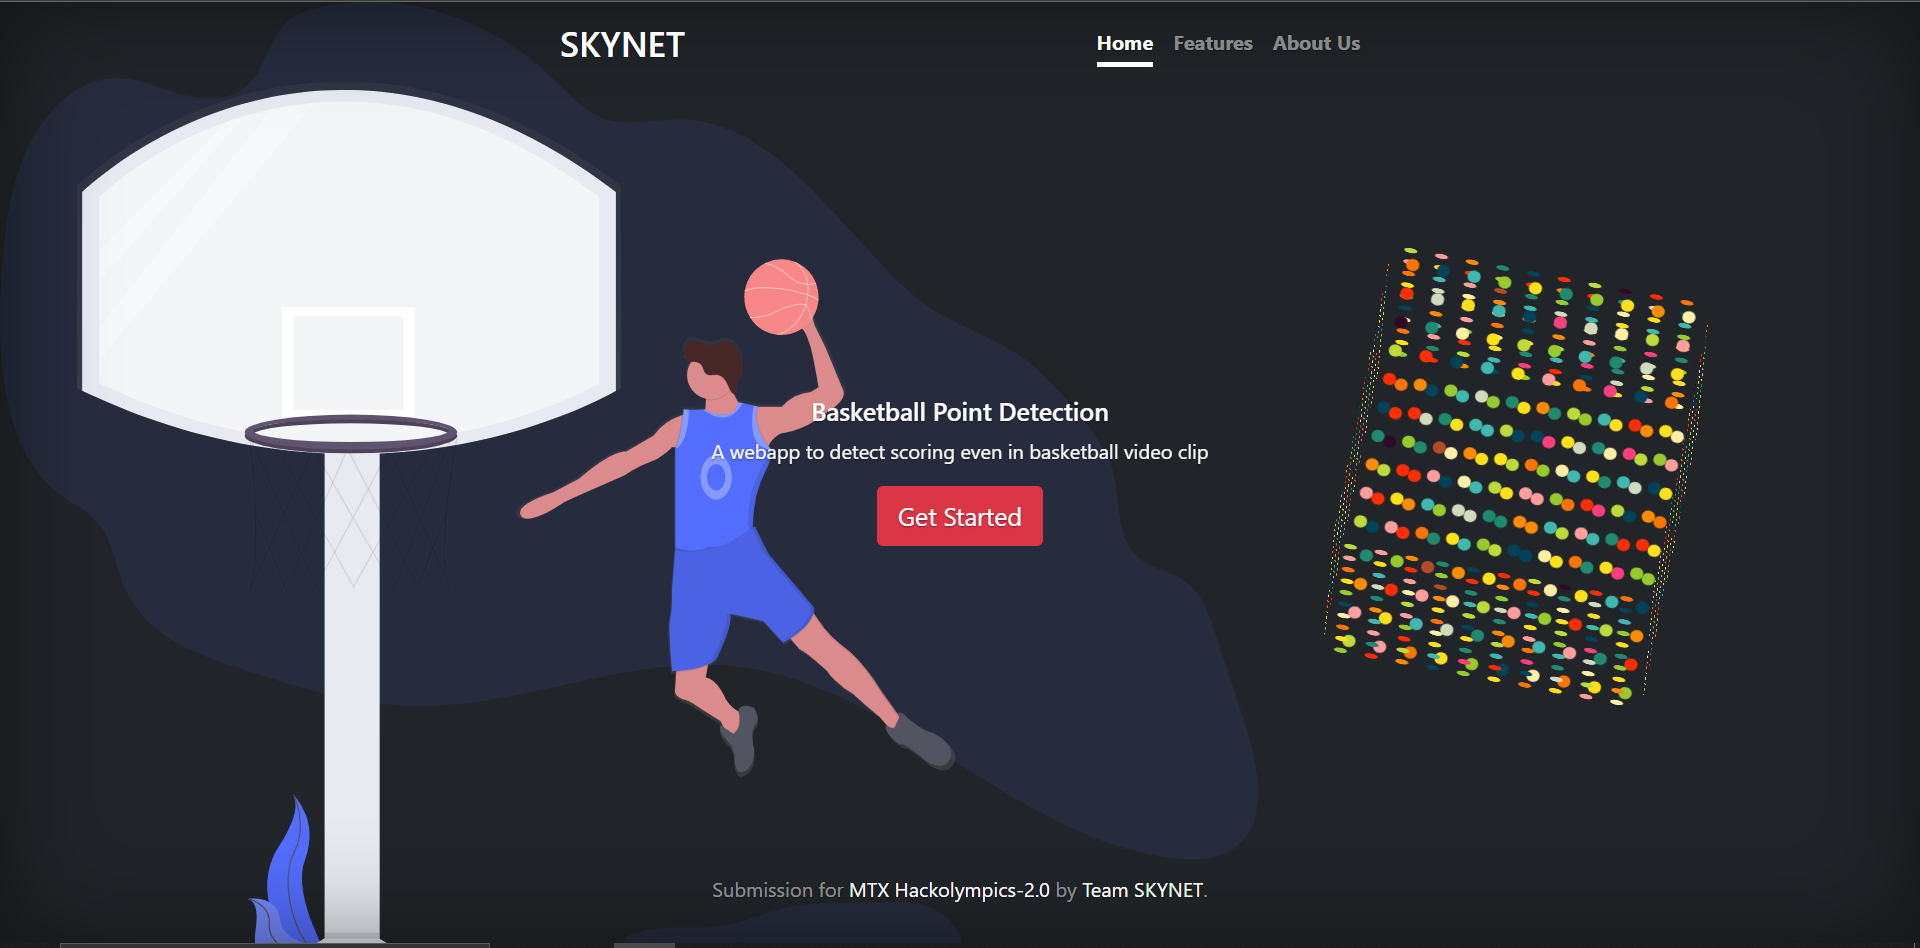 SKYNET
Home Features About Us
Basketball Point Detection
A webapp to detect scoring even in basketball video clip
Get Started
Submission for MTX Hackolympics-2.0 by Team SKYNET.